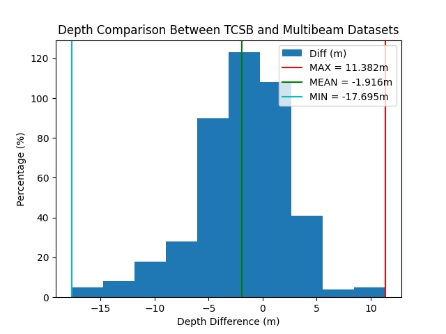 Depth Comparison Between TCSB and Multibeam Datasets
Diff (m)
MAX = 11.382m
MEAN = -1.916m
MIN = -17.695m
Percentage (%)
120
100
80
60
40
20
0
−15
−10
−5
0
5
10
Depth Difference (m)